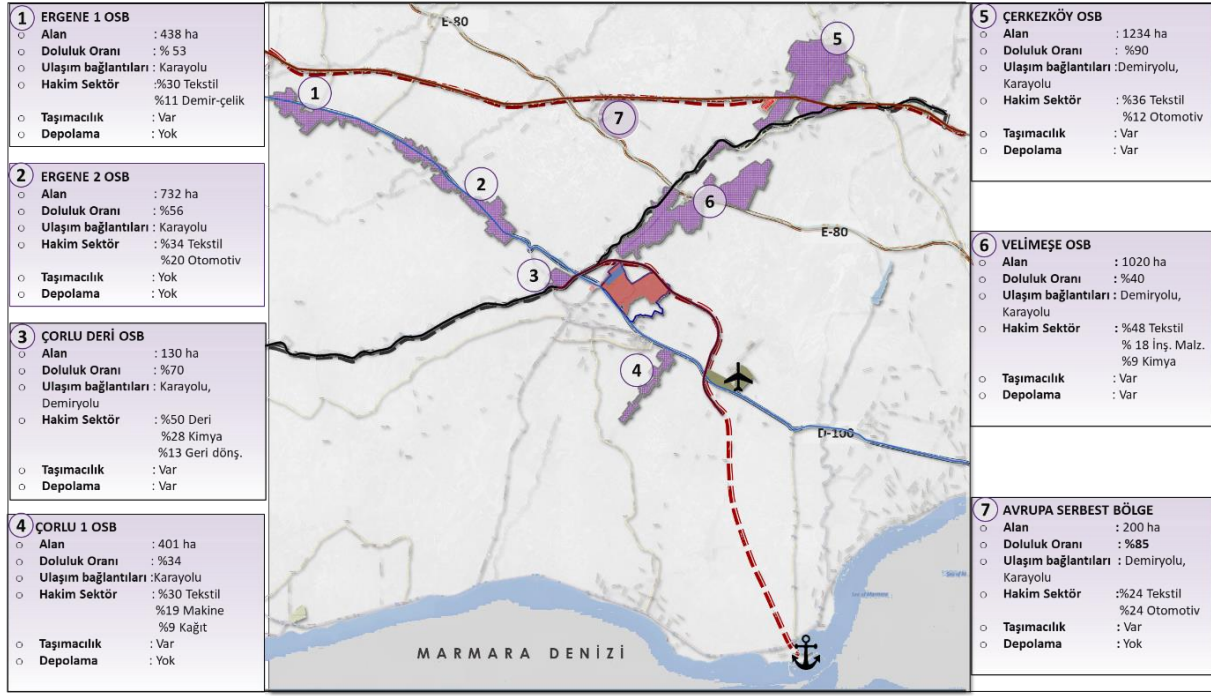 1 ERGENE 1 OSB
○ Alan : 438 ha
○ Doluluk Oranı : % 53
○ Ulaşım bağlantıları : Karayolu
○ Hakim Sektör :%30 Tekstil
%11 Demir-çelik
○ Taşımacılık : Var
○ Depolama : Yok
2 ERGENE 2 OSB
○ Alan : 732 ha
○ Doluluk Oranı : %56
○ Ulaşım bağlantıları : Karayolu
○ Hakim Sektör : %34 Tekstil
%20 Otomotiv
○ Taşımacılık : Yok
○ Depolama : Yok
3 ÇORLU DERİ OSB
○ Alan : 130 ha
○ Doluluk Oranı : %70
○ Ulaşım bağlantıları : Karayolu,
Demiryolu
○ Hakim Sektör : %50 Deri
%28 Kimya
%13 Geri dönş.
○ Taşımacılık : Var
○ Depolama : Var
4 ÇORLU 1 OSB
○ Alan : 401 ha
○ Doluluk Oranı : %34
○ Ulaşım bağlantıları :Karayolu
○ Hakim Sektör : %30 Tekstil
%19 Makine
%9 Kağıt
○ Taşımacılık : Var
○ Depolama : Yok
E-80
5
1
7
2
6
E-80
3
4
D-100
MARMARA DENİZİ
5 ÇERKEZKÖY OSB
○ Alan : 1234 ha
○ Doluluk Oranı : %90
○ Ulaşım bağlantıları :Demiryolu,
Karayolu
○ Hakim Sektör : %36 Tekstil
%12 Otomotiv
○ Taşımacılık : Var
○ Depolama : Var
6 VELİMEŞE OSB
○ Alan : 1020 ha
○ Doluluk Oranı : %40
○ Ulaşım bağlantıları : Demiryolu,
Karayolu
○ Hakim Sektör : %48 Tekstil
% 18 İnş. Malz.
%9 Kimya
○ Taşımacılık : Var
○ Depolama : Var
7 AVRUPA SERBEST BÖLGE
○ Alan : 200 ha
○ Doluluk Oranı : %85
○ Ulaşım bağlantıları : Demiryolu,
Karayolu
○ Hakim Sektör :%24 Tekstil
%24 Otomotiv
○ Taşımacılık : Var
○ Depolama : Yok